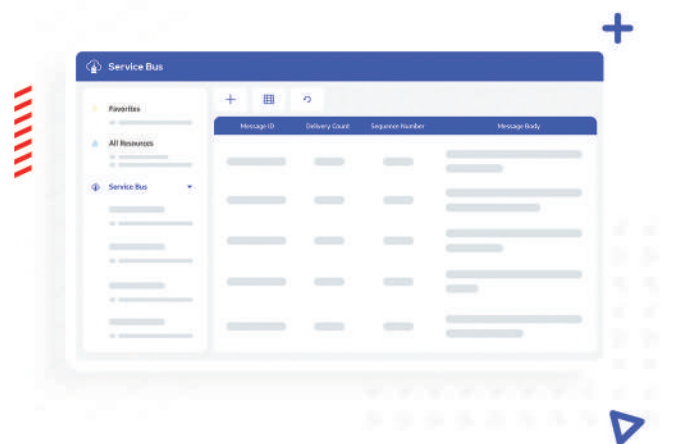 Service Bus
Favorites
All Resources
Service Bus
Message ID Delivery Count Sequence Number Message Body